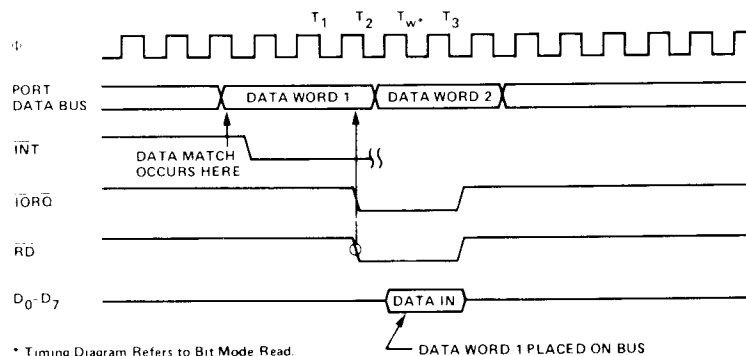 T1 T2 Tw* T3
Φ
PORT
DATA BUS
DATA WORD 1
DATA WORD 2
INT
DATA MATCH
OCCURS HERE
IORQ
RD
D0-D7
DATA IN
* Timing Diagram Refers to Bit Mode Read.
DATA WORD 1 PLACED ON BUS